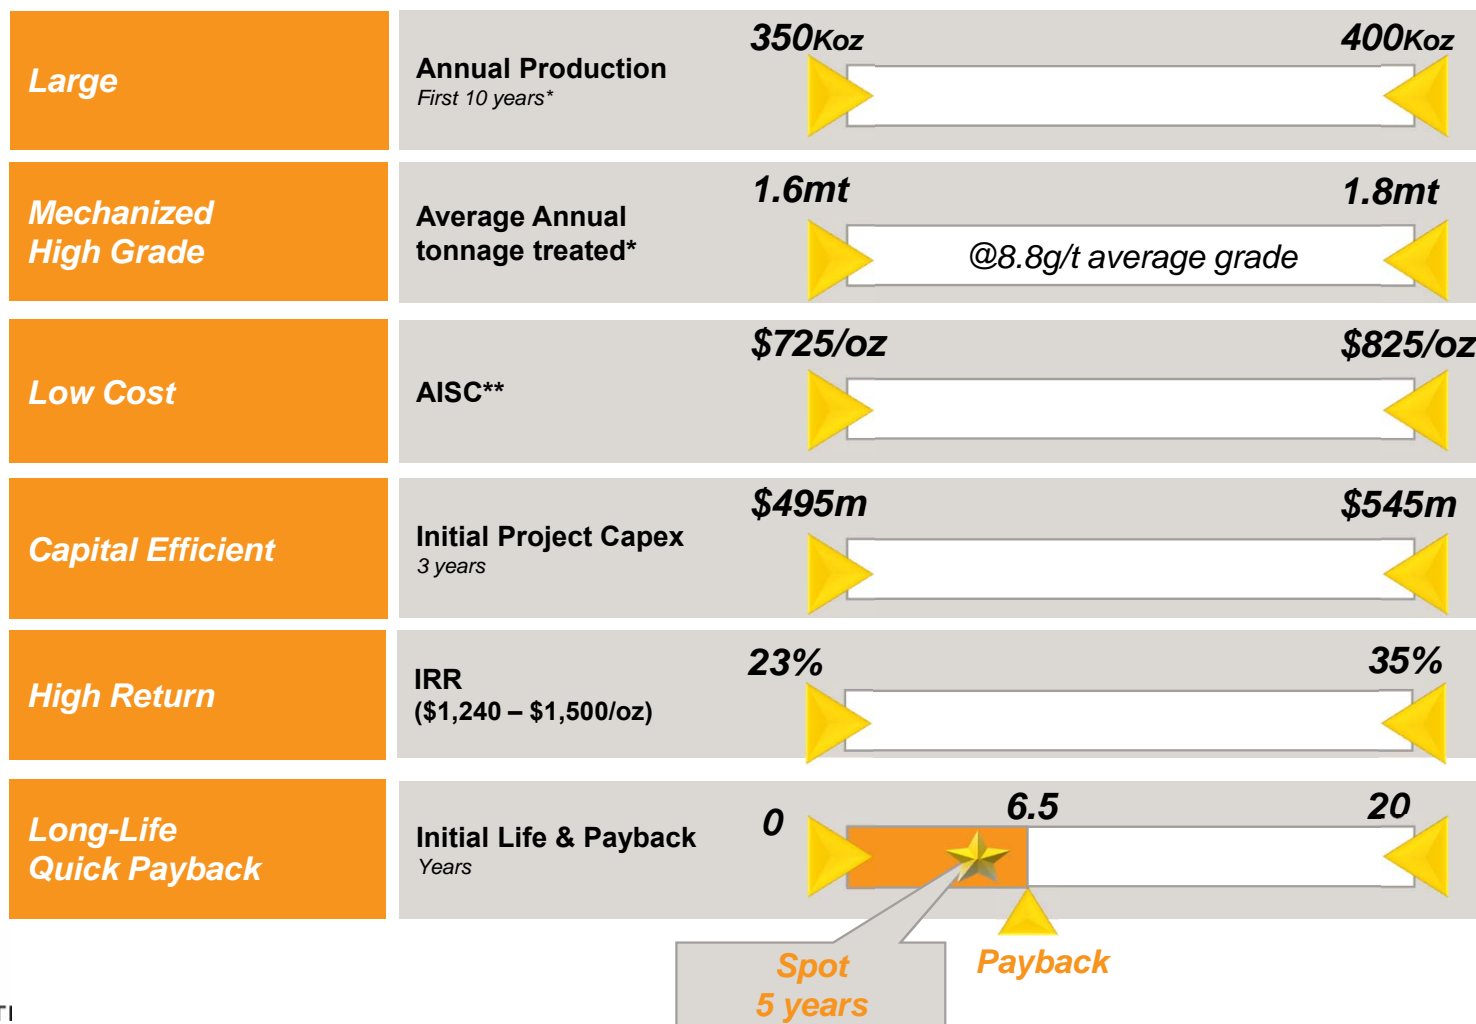 Large
Annual Production
First 10 years*
350Koz
400Koz
Mechanized
High Grade
Average Annual
tonnage treated*
1.6mt
1.8mt
@8.8g/t average grade
Low Cost
AISC**
$725/oz
$825/oz
Capital Efficient
Initial Project Capex
3 years
$495m
$545m
High Return
IRR
($1,240 – $1,500/oz)
23%
35%
Long-Life
Quick Payback
Initial Life & Payback
Years
0
6.5
20
Payback
Spot
5 years